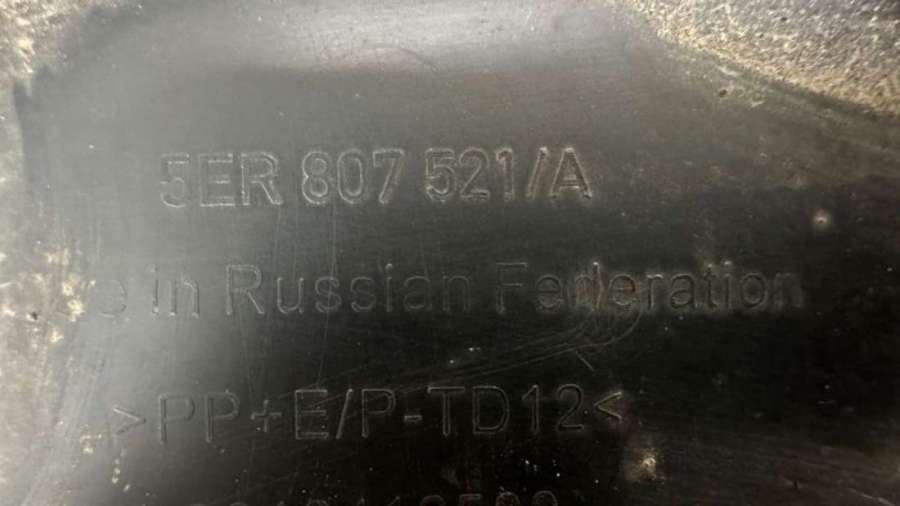 5ER 807 521/A
e in Russian Federation
>PP+E/P-TD12<